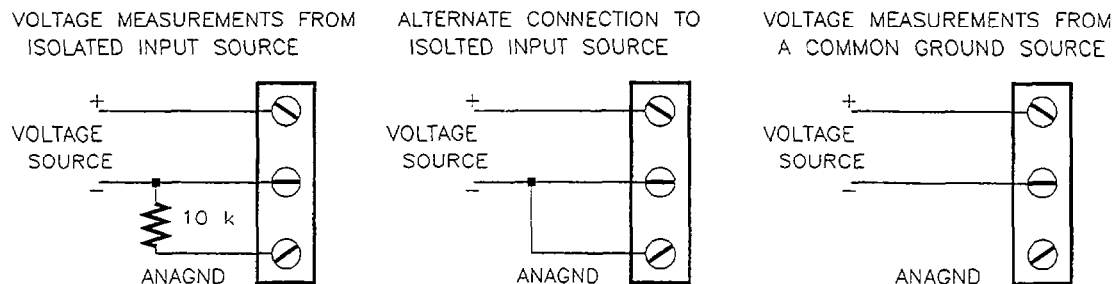 VOLTAGE MEASUREMENTS FROM
ISOLATED INPUT SOURCE
+
VOLTAGE
SOURCE
–
10 k
ANAGND
ALTERNATE CONNECTION TO
ISOLTED INPUT SOURCE
+
VOLTAGE
SOURCE
–
ANAGND
VOLTAGE MEASUREMENTS FROM
A COMMON GROUND SOURCE
+
VOLTAGE
SOURCE
–
ANAGND